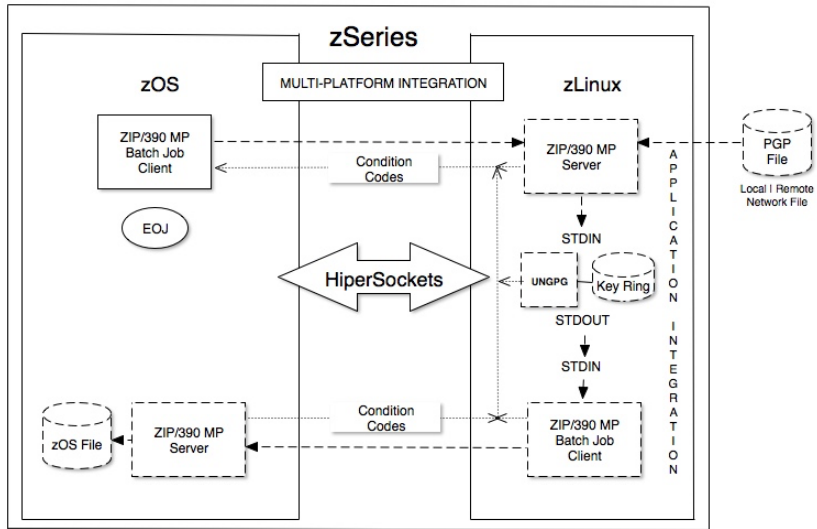 zSeries
MULTI-PLATFORM INTEGRATION
zOS
zLinux
ZIP/390 MP
Batch Job
Client
Condition
Codes
ZIP/390 MP
Server
PGP
File
Local | Remote
Network File
EOJ
STDIN
HiperSockets
UNGPG
Key Ring
STDOUT
STDIN
APPLICATION INTEGRATION
zOS File
ZIP/390 MP
Server
Condition
Codes
ZIP/390 MP
Batch Job
Client